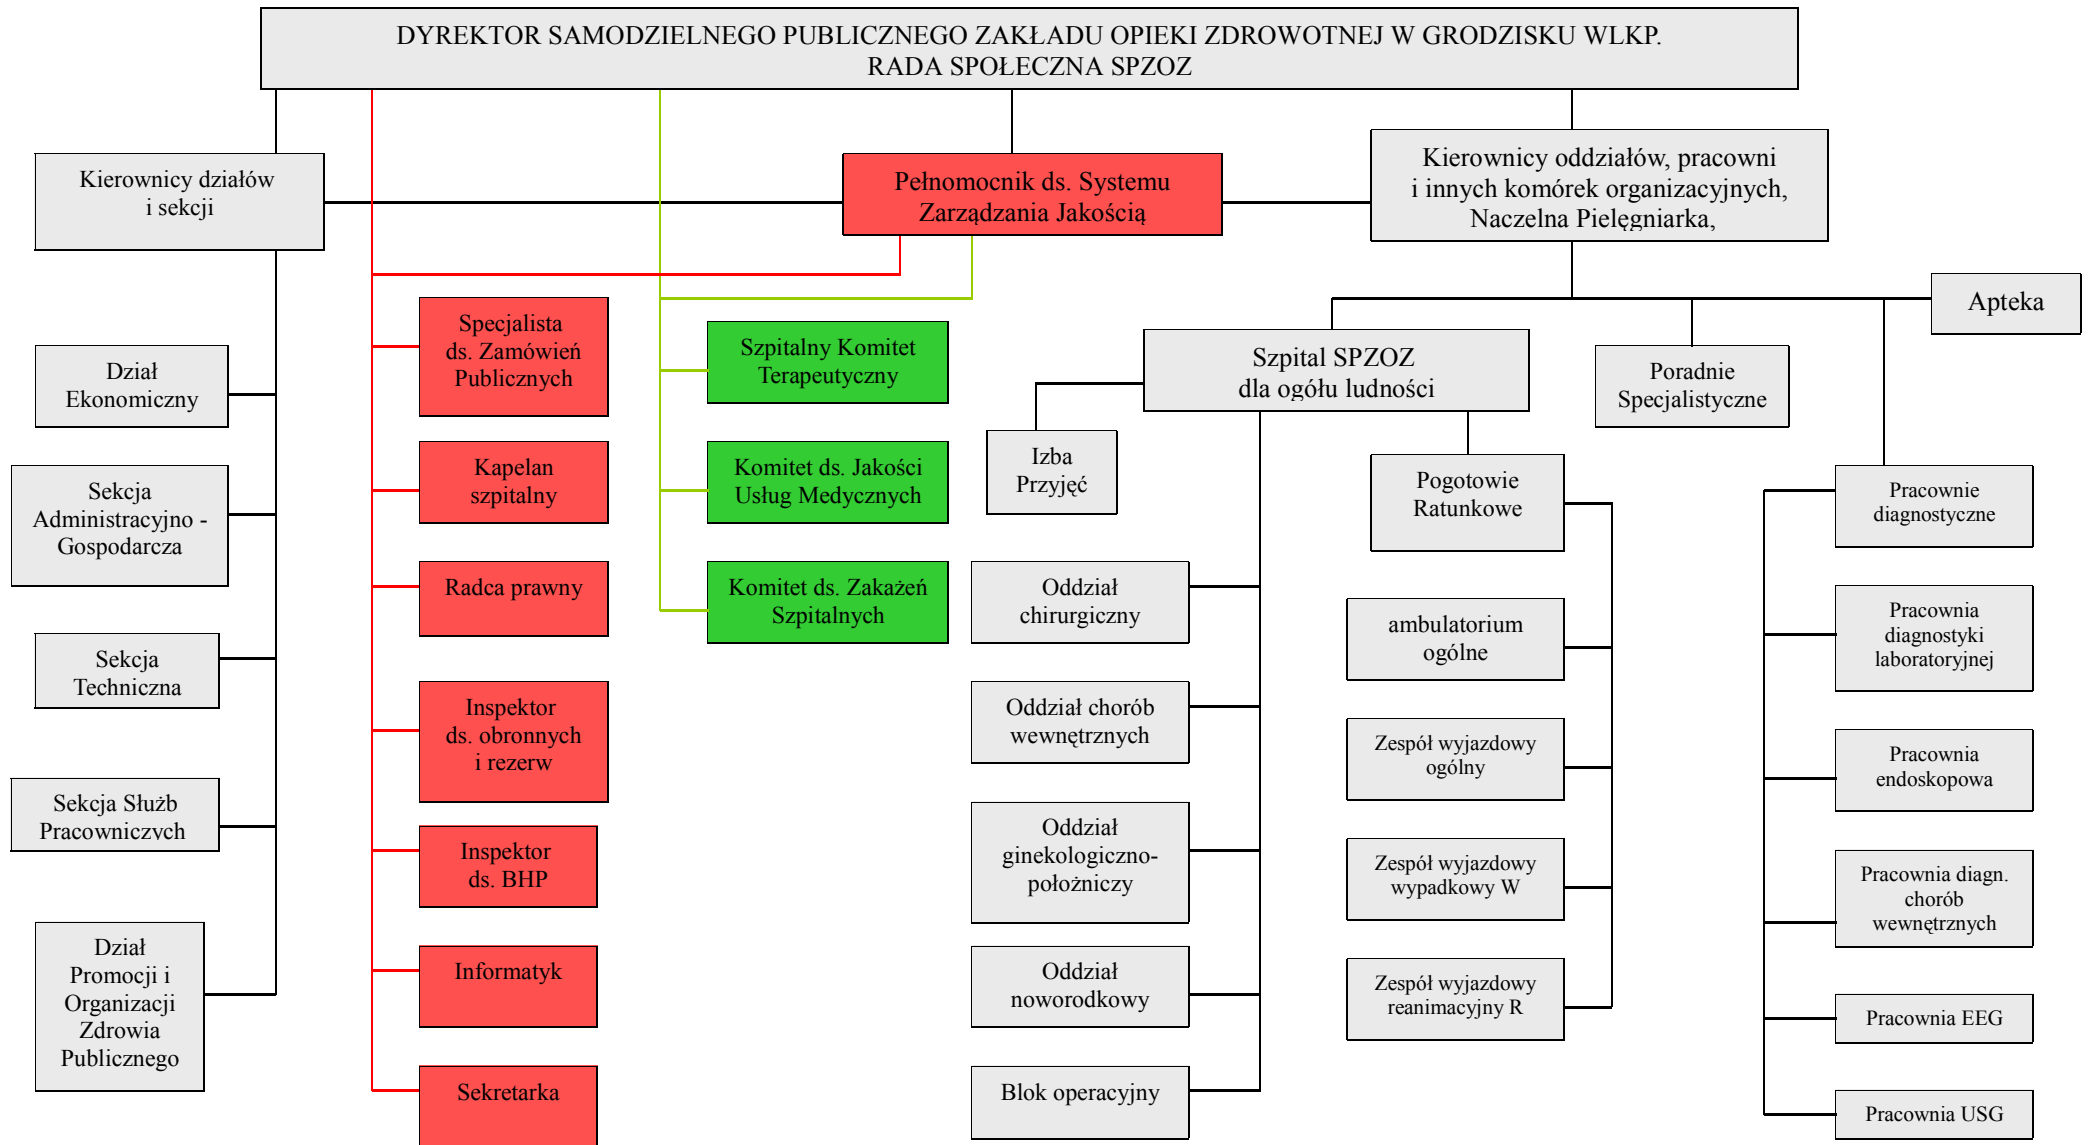 DYREKTOR SAMODZIELNEGO PUBLICZNEGO ZAKŁADU OPIEKI ZDROWOTNEJ W GRODZISKU WLKP.
RADA SPOŁECZNA SPZOZ
Kierownicy działów
i sekcji
Pełnomocnik ds. Systemu
Zarządzania Jakością
Kierownicy oddziałów, pracowni
i innych komórek organizacyjnych,
Naczelna Pielęgniarka,
Dział
Ekonomiczny
Sekcja
Administracyjno -
Gospodarcza
Sekcja
Techniczna
Sekcja Służb
Pracowniczych
Dział
Promocji i
Organizacji
Zdrowia
Publicznego
Specjalista
ds. Zamówień
Publicznych
Kapelan
szpitalny
Radca prawny
Inspektor
ds. obronnych
i rezerw
Inspektor
ds. BHP
Informatyk
Sekretarka
Szpitalny Komitet
Terapeutyczny
Komitet ds. Jakości
Usług Medycznych
Komitet ds. Zakażeń
Szpitalnych
Szpital SPZOZ
dla ogółu ludności
Izba
Przyjęć
Oddział
chirurgiczny
Oddział chorób
wewnętrznych
Oddział
ginekologiczno-
położniczy
Oddział
noworodkowy
Blok operacyjny
Pogotowie
Ratunkowe
ambulatorium
ogólne
Zespół wyjazdowy
ogólny
Zespół wyjazdowy
wypadkowy W
Zespół wyjazdowy
reanimacyjny R
Poradnie
Specjalistyczne
Apteka
Pracownie
diagnostyczne
Pracownia
diagnostyki
laboratoryjnej
Pracownia
endoskopowa
Pracownia diagn.
chorób
wewnętrznych
Pracownia EEG
Pracownia USG